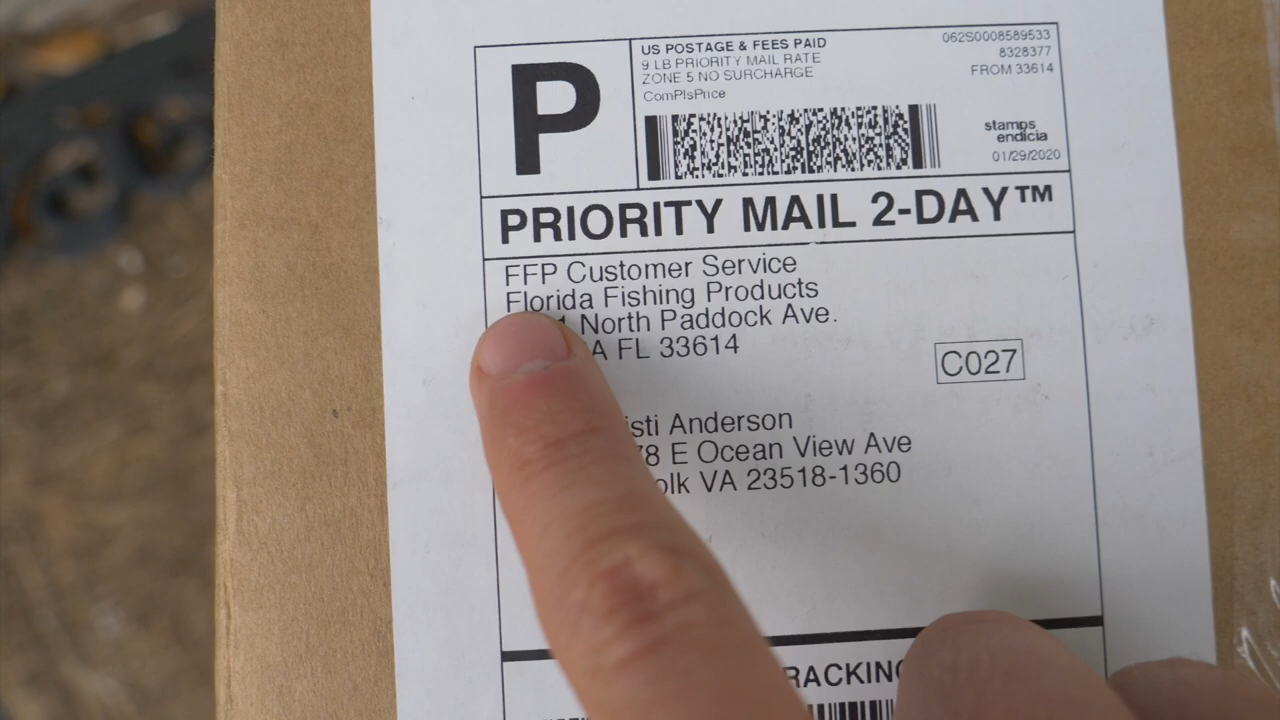 P
US POSTAGE & FEES PAID
9 LB PRIORITY MAIL RATE
ZONE 5 NO SURCHARGE
ComPlsPrice
062S0008589533
8328377
FROM 33614
stamps
endicia
01/29/2020
PRIORITY MAIL 2-DAY™
FFP Customer Service
Florida Fishing Products
North Paddock Ave.
FL 33614
C027
Anderson
E Ocean View Ave
VA 23518-1360